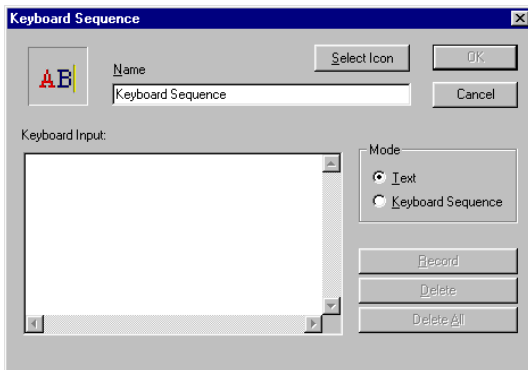 Keyboard Sequence
AB
Name
Select Icon
OK
Keyboard Sequence
Cancel
Keyboard Input:
Mode
Text
Keyboard Sequence
Record
Delete
Delete All